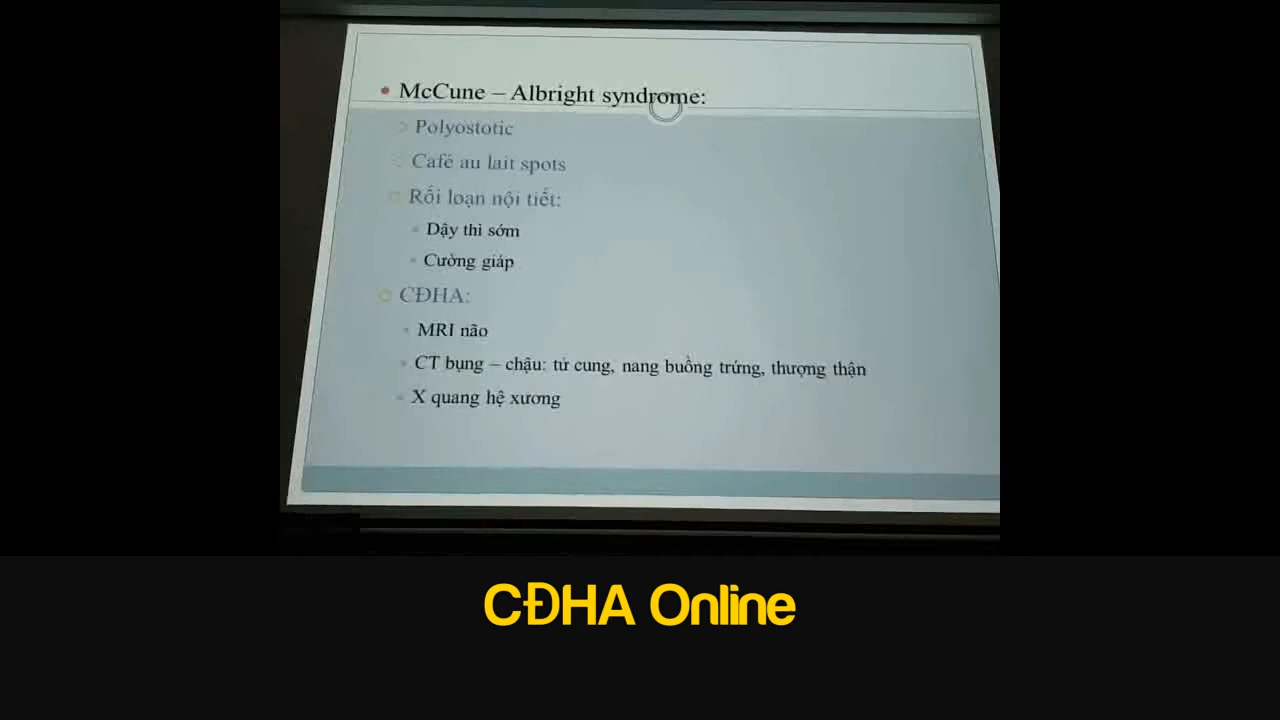 McCune – Albright syndrome:
Polyostotic
Café au lait spots
Rối loạn nội tiết:
Dậy thì sớm
Cường giáp
CĐHA:
MRI não
CT bụng – chậu: tử cung, nang buồng trứng, thượng thận
X quang hệ xương
CĐHA Online